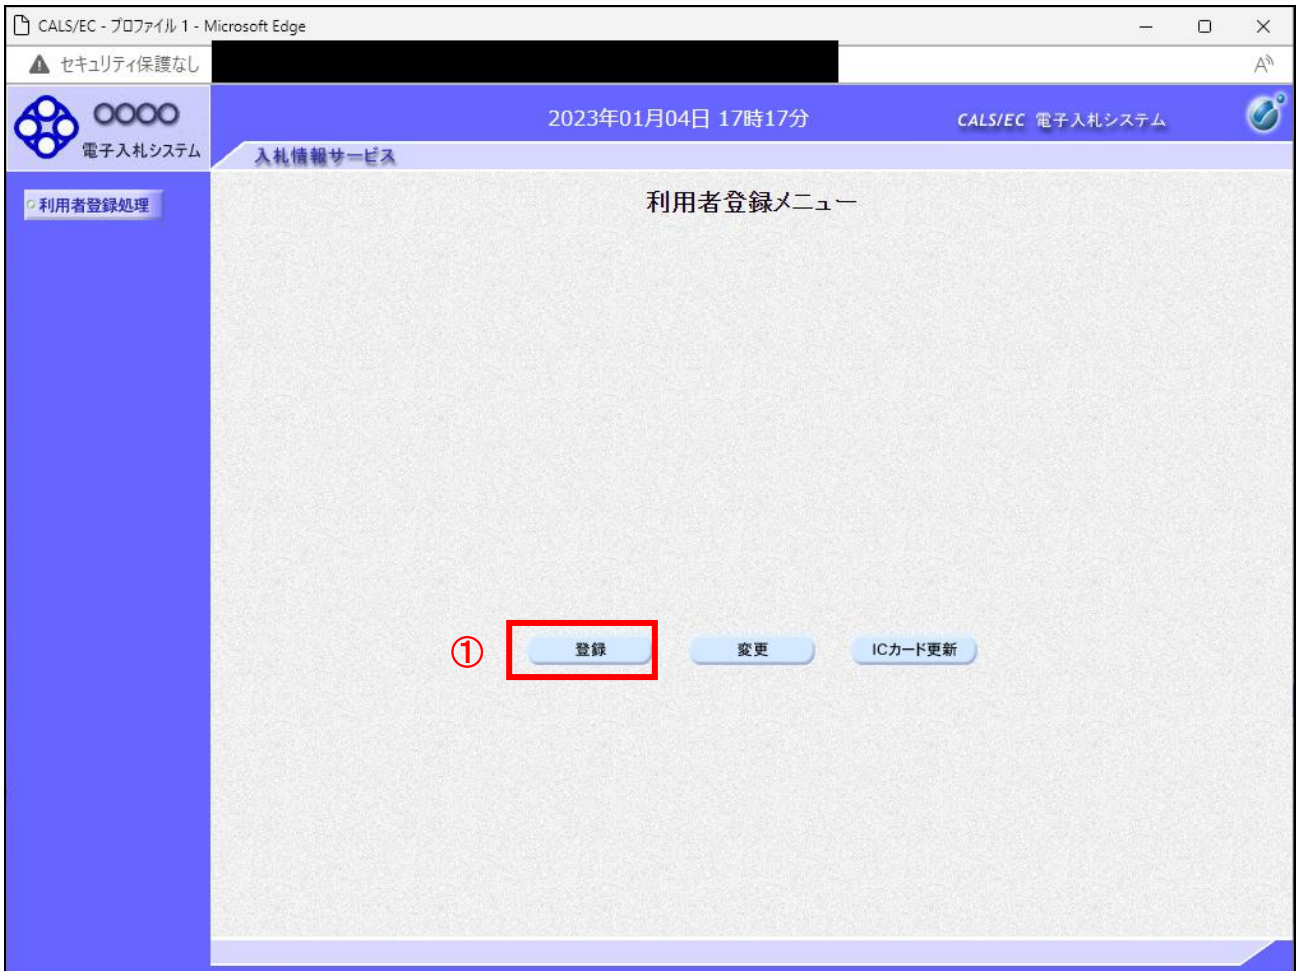 CALS/EC - プロファイル 1 - Microsoft Edge
セキュリティ保護なし
〇〇〇〇
電子入札システム
2023年01月04日 17時17分
CALS/EC 電子入札システム
入札情報サービス
利用者登録処理
利用者登録メニュー
①
登録
変更
ICカード更新